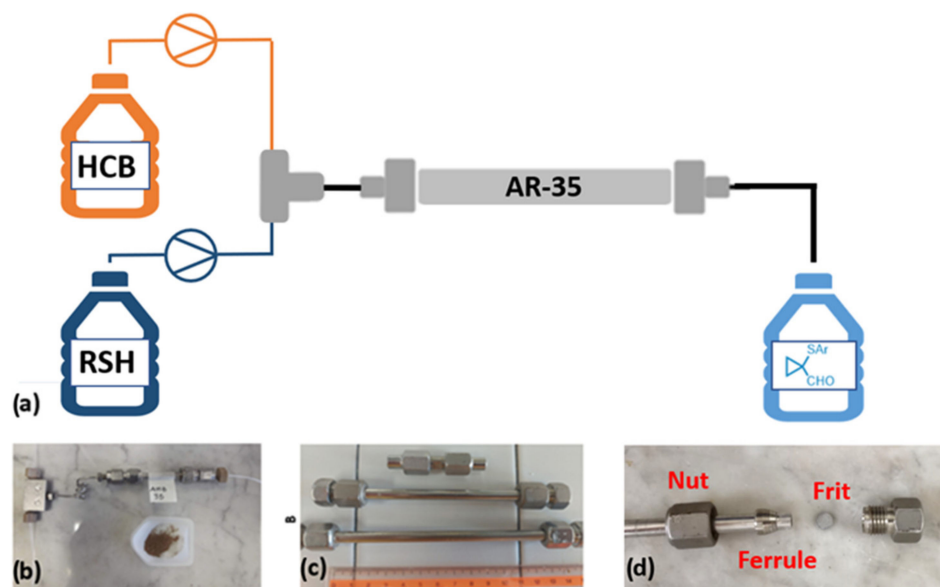 HCB
AR-35
RSH
SAr
CHO
(a)
(b)
(c)
(d)
Nut
Frit
Ferrule